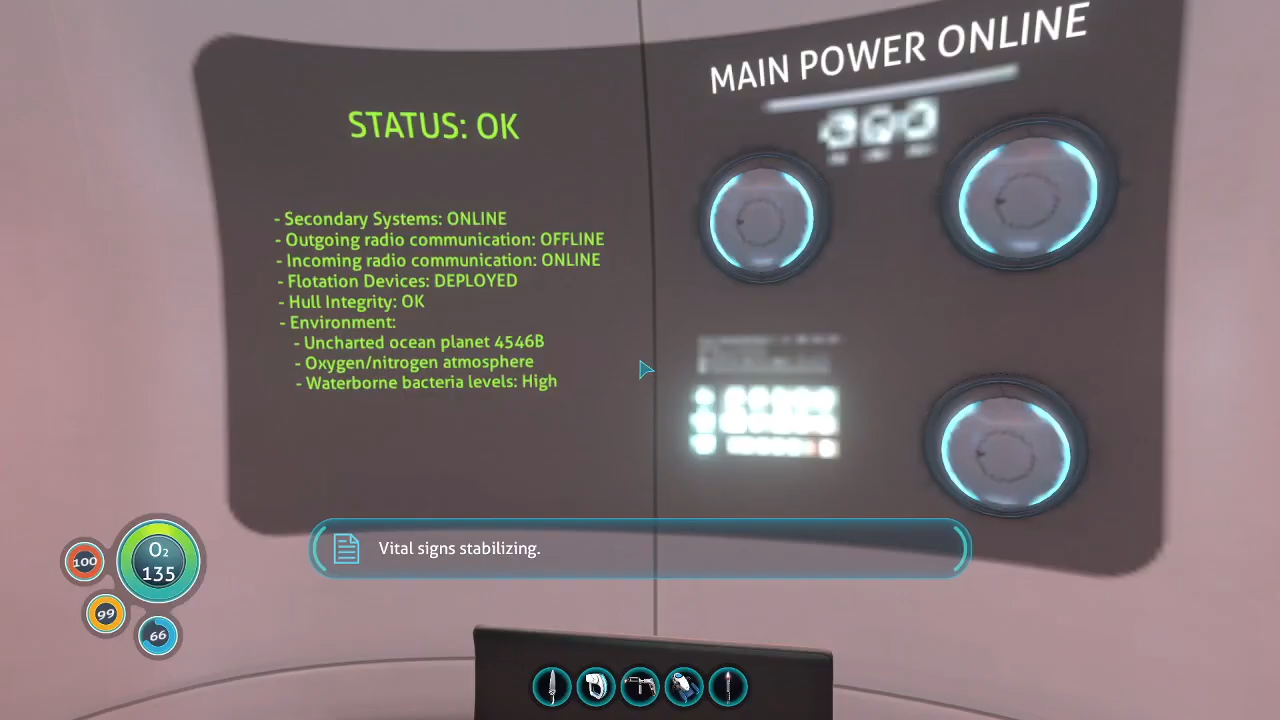 MAIN POWER ONLINE
STATUS: OK
- Secondary Systems: ONLINE
- Outgoing radio communication: OFFLINE
- Incoming radio communication: ONLINE
- Flotation Devices: DEPLOYED
- Hull Integrity: OK
- Environment:
- Uncharted ocean planet 4546B
- Oxygen/nitrogen atmosphere
- Waterborne bacteria levels: High
Vital signs stabilizing.
O₂
135
100
99
66